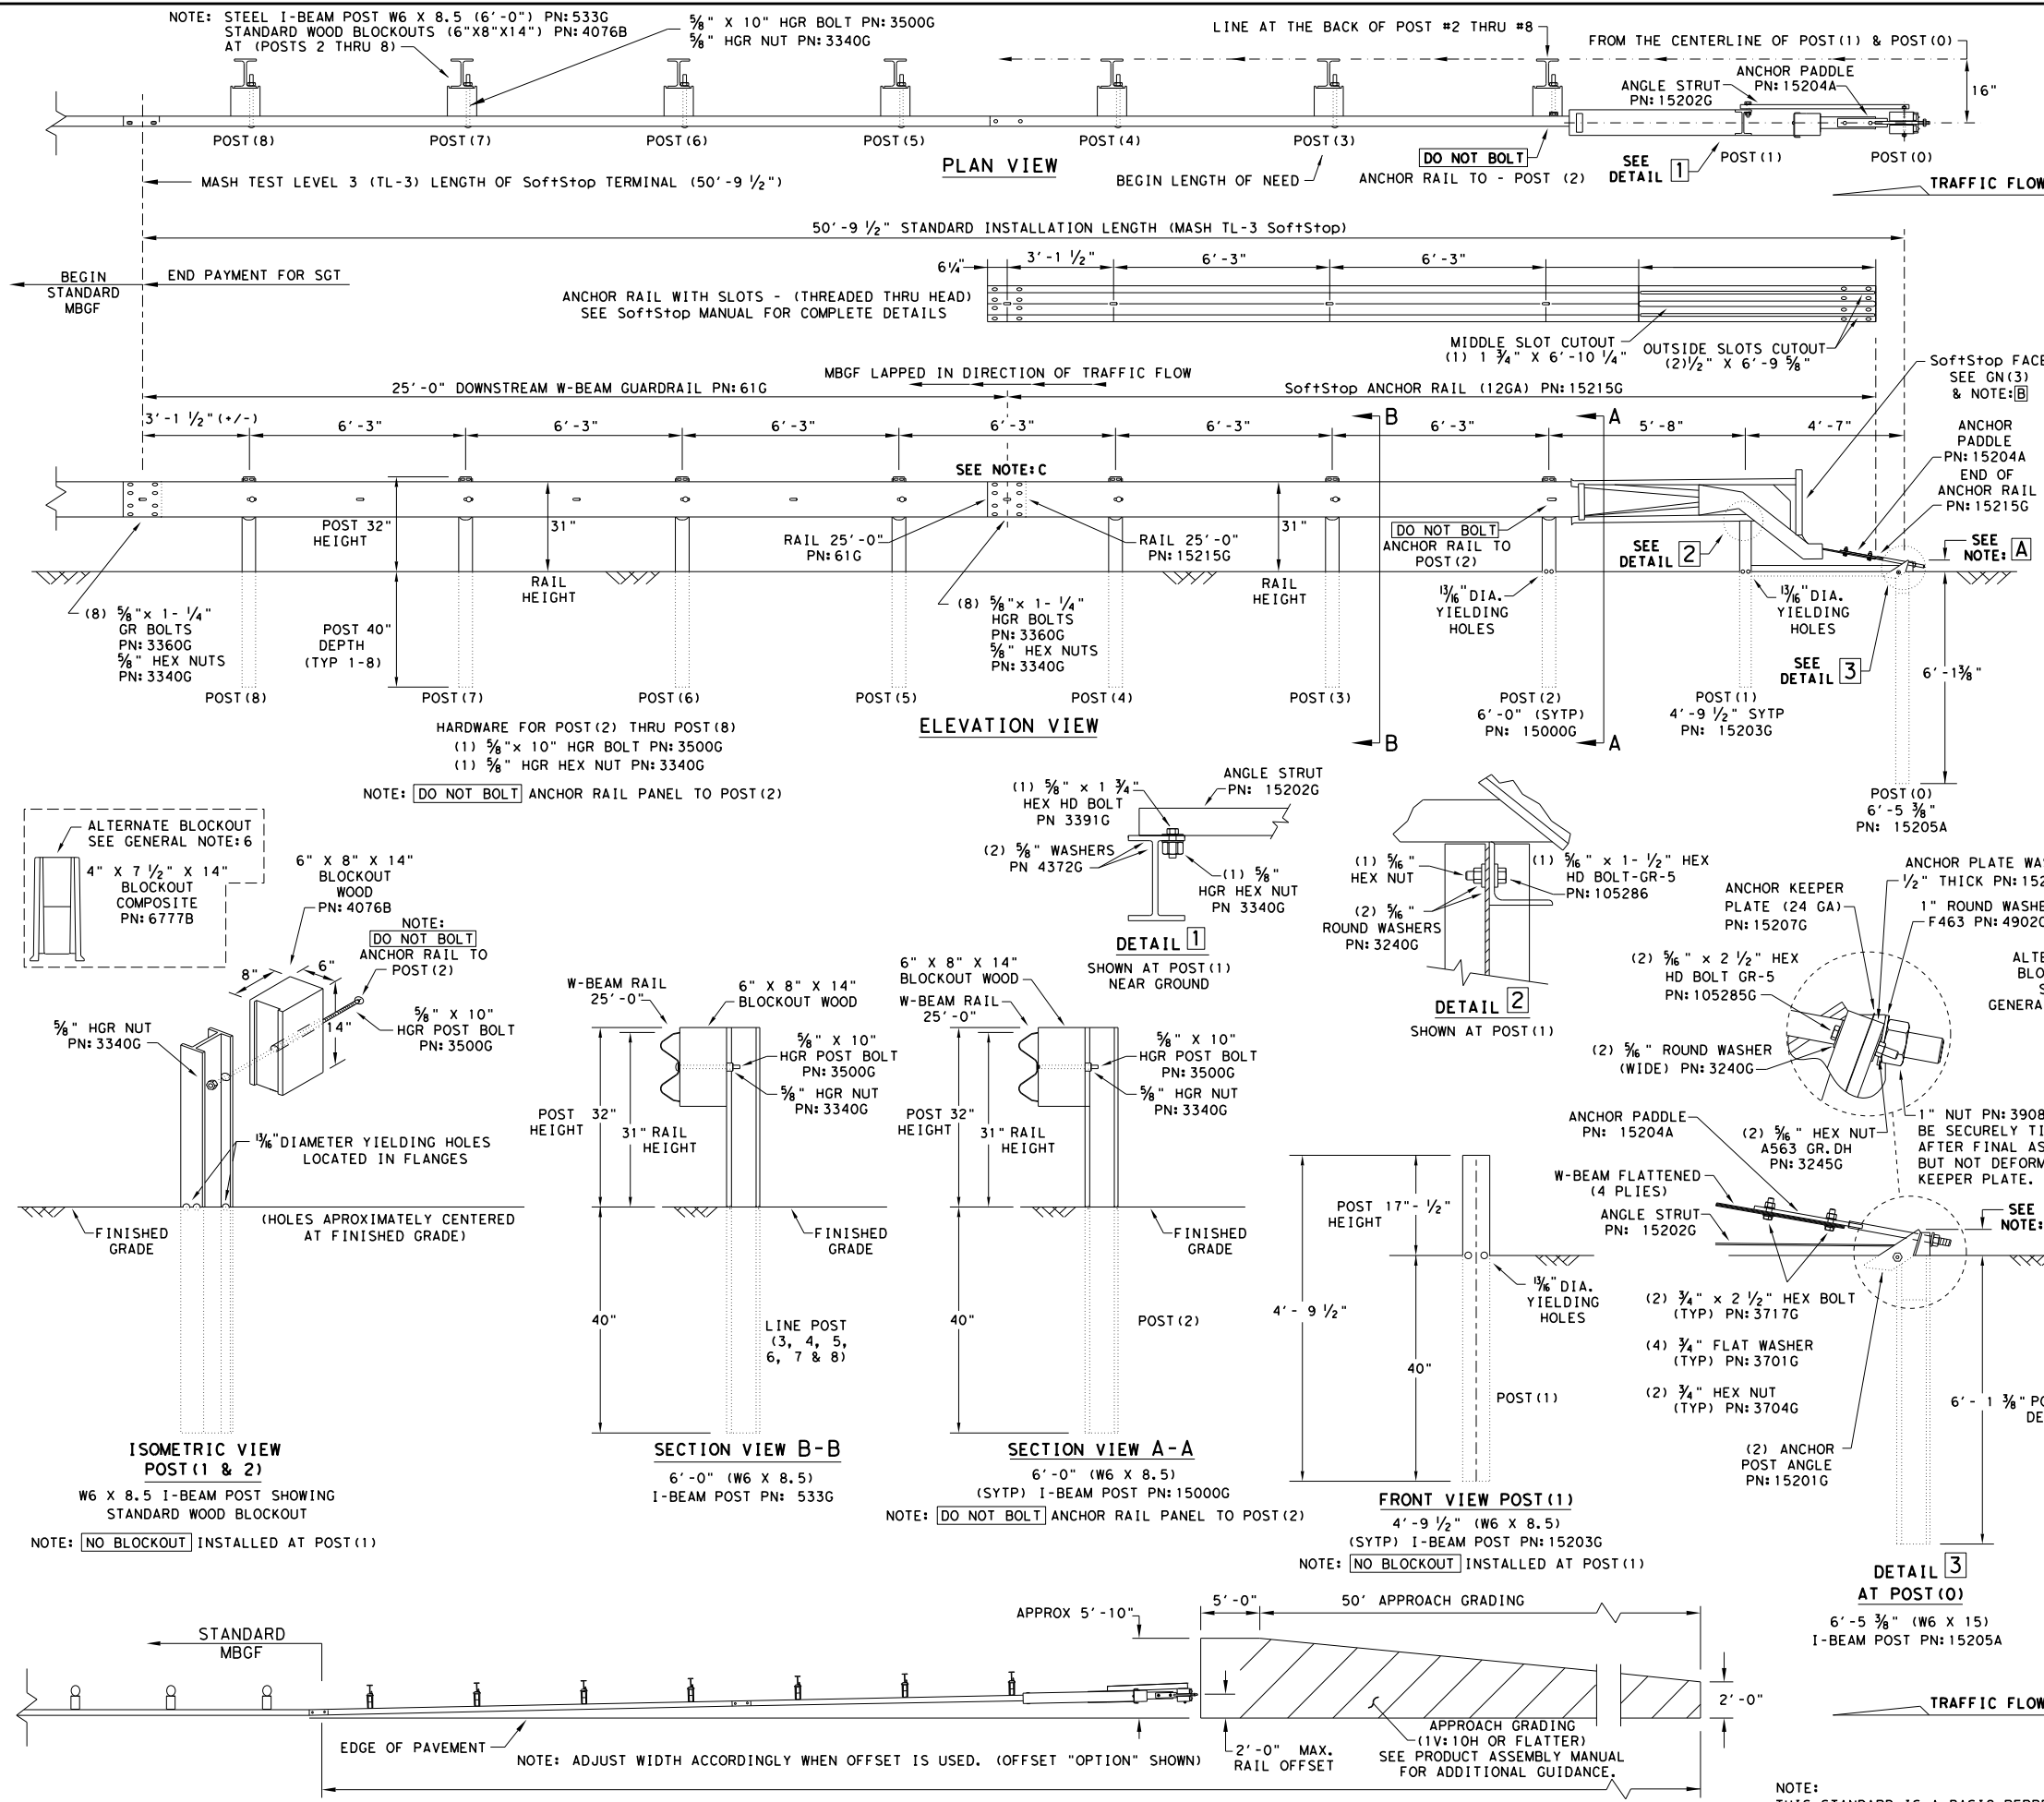 NOTE: STEEL I-BEAM POST W6 X 8.5 (6'-0") PN:533G
STANDARD WOOD BLOCKOUTS (6"X8"X14") PN:4076B
AT (POSTS 2 THRU 8)
⅝" X 10" HGR BOLT PN:3500G
⅝" HGR NUT PN:3340G
LINE AT THE BACK OF POST #2 THRU #8
FROM THE CENTERLINE OF POST(1) & POST(0)
ANGLE STRUT
PN:15202G
ANCHOR PADDLE
PN:15204A
16"
POST(8)
POST(7)
POST(6)
POST(5)
POST(4)
POST(3)
POST(1)
POST(0)
PLAN VIEW
BEGIN LENGTH OF NEED
DO NOT BOLT
ANCHOR RAIL TO - POST (2)
SEE
DETAIL 1
MASH TEST LEVEL 3 (TL-3) LENGTH OF SoftStop TERMINAL (50'-9 ½")
TRAFFIC FLOW
50'-9 ½" STANDARD INSTALLATION LENGTH (MASH TL-3 SoftStop)
BEGIN
STANDARD
MBGF
END PAYMENT FOR SGT
6¼"
3'-1 ½"
6'-3"
6'-3"
ANCHOR RAIL WITH SLOTS - (THREADED THRU HEAD)
SEE SoftStop MANUAL FOR COMPLETE DETAILS
MIDDLE SLOT CUTOUT
(1) 1 ¾" X 6'-10 ¼"
OUTSIDE SLOTS CUTOUT
(2)½" X 6'-9 ⅝"
SoftStop FACE
SEE GN(3)
& NOTE:B
MBGF LAPPED IN DIRECTION OF TRAFFIC FLOW
25'-0" DOWNSTREAM W-BEAM GUARDRAIL PN:61G
SoftStop ANCHOR RAIL (12GA) PN:15215G
3'-1 ½"(+/-)
6'-3"
6'-3"
6'-3"
6'-3"
6'-3"
6'-3"
5'-8"
4'-7"
B
A
ANCHOR
PADDLE
PN:15204A
END OF
ANCHOR RAIL
PN:15215G
SEE NOTE:C
POST 32"
HEIGHT
31"
RAIL
HEIGHT
RAIL 25'-0"
PN:61G
RAIL 25'-0"
PN:15215G
31"
RAIL
HEIGHT
DO NOT BOLT
ANCHOR RAIL TO
POST(2)
SEE
DETAIL 2
SEE
NOTE: A
(8) ⅝"x 1- ¼"
GR BOLTS
PN:3360G
⅝" HEX NUTS
PN:3340G
POST 40"
DEPTH
(TYP 1-8)
(8) ⅝"x 1- ¼"
HGR BOLTS
PN:3360G
⅝" HEX NUTS
PN:3340G
13/16" DIA.
YIELDING
HOLES
13/16" DIA.
YIELDING
HOLES
SEE
DETAIL 3
6'-1⅜"
POST(8)
POST(7)
POST(6)
POST(5)
POST(4)
POST(3)
POST(2)
6'-0" (SYTP)
PN: 15000G
POST(1)
4'-9 ½" SYTP
PN: 15203G
HARDWARE FOR POST(2) THRU POST(8)
(1) ⅝"x 10" HGR BOLT PN:3500G
(1) ⅝" HGR HEX NUT PN:3340G
ELEVATION VIEW
B
A
NOTE: DO NOT BOLT ANCHOR RAIL PANEL TO POST(2)
POST(0)
6'-5 ⅜"
PN: 15205A
ALTERNATE BLOCKOUT
SEE GENERAL NOTE:6
4" X 7 ½" X 14"
BLOCKOUT
COMPOSITE
PN:6777B
6" X 8" X 14"
BLOCKOUT
WOOD
PN:4076B
NOTE:
DO NOT BOLT
ANCHOR RAIL TO
POST(2)
8"
6"
14"
⅝" X 10"
HGR POST BOLT
PN:3500G
⅝" HGR NUT
PN:3340G
13/16"DIAMETER YIELDING HOLES
LOCATED IN FLANGES
FINISHED
GRADE
(HOLES APROXIMATELY CENTERED
AT FINISHED GRADE)
ISOMETRIC VIEW
POST(1 & 2)
W6 X 8.5 I-BEAM POST SHOWING
STANDARD WOOD BLOCKOUT
NOTE: NO BLOCKOUT INSTALLED AT POST(1)
(1) ⅝" x 1 ¾"
HEX HD BOLT
PN 3391G
ANGLE STRUT
PN: 15202G
(2) ⅝" WASHERS
PN 4372G
(1) ⅝"
HGR HEX NUT
PN 3340G
DETAIL 1
SHOWN AT POST(1)
NEAR GROUND
(1) 5/16"
HEX NUT
(1) 5/16" x 1- ½" HEX
HD BOLT-GR-5
PN:105286
(2) 5/16"
ROUND WASHERS
PN:3240G
DETAIL 2
SHOWN AT POST(1)
ANCHOR PLATE WA
½" THICK PN:152
ANCHOR KEEPER
PLATE (24 GA)
PN:15207G
1" ROUND WASHE
F463 PN:4902G
(2) 5/16" x 2 ½" HEX
HD BOLT GR-5
PN:105285G
ALTE
BLO
S
GENERA
(2) 5/16" ROUND WASHER
(WIDE) PN:3240G
1" NUT PN:3908
BE SECURELY TI
AFTER FINAL AS
BUT NOT DEFORM
KEEPER PLATE.
(2) 5/16" HEX NUT
A563 GR.DH
PN:3245G
ANCHOR PADDLE
PN: 15204A
W-BEAM FLATTENED
(4 PLIES)
ANGLE STRUT
PN: 15202G
SEE
NOTE:
(2) ¾" x 2 ½" HEX BOLT
(TYP) PN:3717G
(4) ¾" FLAT WASHER
(TYP) PN:3701G
(2) ¾" HEX NUT
(TYP) PN:3704G
(2) ANCHOR
POST ANGLE
PN:15201G
6'- 1 ⅜" PO
DE
DETAIL 3
AT POST(0)
6'-5 ⅜" (W6 X 15)
I-BEAM POST PN:15205A
W-BEAM RAIL
25'-0"
6" X 8" X 14"
BLOCKOUT WOOD
⅝" X 10"
HGR POST BOLT
PN:3500G
⅝" HGR NUT
PN:3340G
POST 32"
HEIGHT
31" RAIL
HEIGHT
FINISHED
GRADE
40"
LINE POST
(3, 4, 5,
6, 7 & 8)
SECTION VIEW B-B
6'-0" (W6 X 8.5)
I-BEAM POST PN: 533G
6" X 8" X 14"
BLOCKOUT WOOD
W-BEAM RAIL
25'-0"
⅝" X 10"
HGR POST BOLT
PN:3500G
⅝" HGR NUT
PN:3340G
POST 32"
HEIGHT
31" RAIL
HEIGHT
FINISHED
GRADE
40"
POST(2)
SECTION VIEW A-A
6'-0" (W6 X 8.5)
(SYTP) I-BEAM POST PN:15000G
NOTE: DO NOT BOLT ANCHOR RAIL PANEL TO POST(2)
POST 17"- ½"
HEIGHT
4'- 9 ½"
13/16" DIA.
YIELDING
HOLES
40"
POST(1)
FRONT VIEW POST(1)
4'-9 ½" (W6 X 8.5)
(SYTP) I-BEAM POST PN:15203G
NOTE: NO BLOCKOUT INSTALLED AT POST(1)
STANDARD
MBGF
APPROX 5'-10"
5'-0"
50' APPROACH GRADING
2'-0"
TRAFFIC FLOW
EDGE OF PAVEMENT
NOTE: ADJUST WIDTH ACCORDINGLY WHEN OFFSET IS USED. (OFFSET "OPTION" SHOWN)
2'-0" MAX.
RAIL OFFSET
APPROACH GRADING
(1V:10H OR FLATTER)
SEE PRODUCT ASSEMBLY MANUAL
FOR ADDITIONAL GUIDANCE.
NOTE: